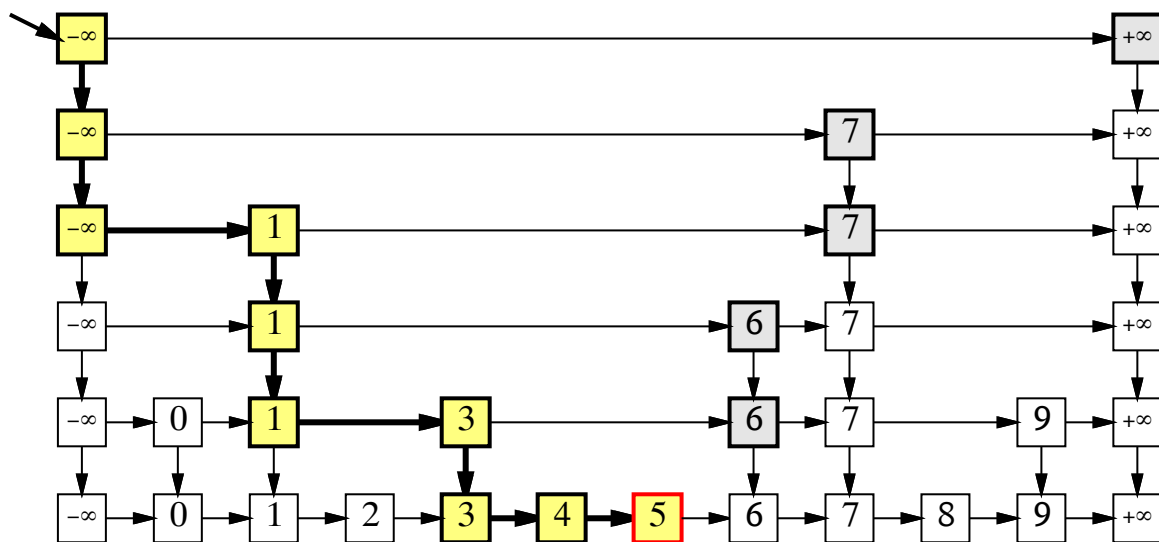 −∞ +∞
−∞ 7 +∞
−∞ 1 7 +∞
−∞ 1 6 7 +∞
−∞ 0 1 3 6 7 9 +∞
−∞ 0 1 2 3 4 5 6 7 8 9 +∞